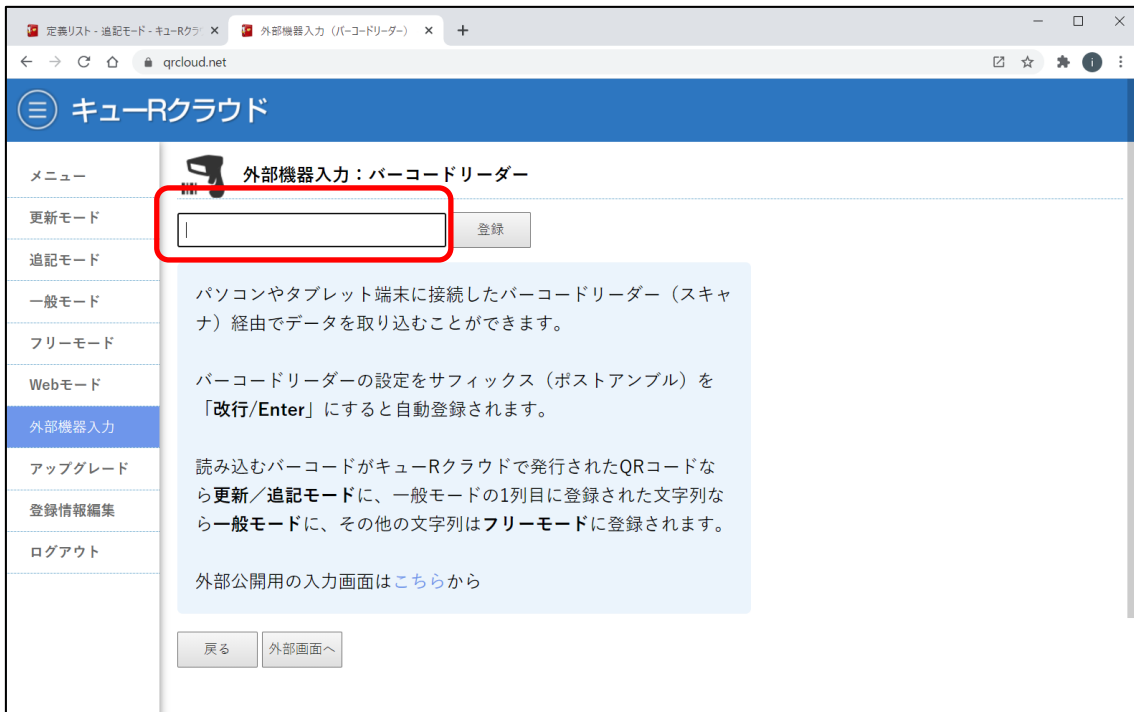 定義リスト - 追記モード - キューRクラ
外部機器入力（バーコードリーダー）
qrcloud.net
i
キューRクラウド
メニュー
更新モード
追記モード
一般モード
フリーモード
Webモード
外部機器入力
アップグレード
登録情報編集
ログアウト
外部機器入力：バーコードリーダー
登録
パソコンやタブレット端末に接続したバーコードリーダー（スキャ
ナ）経由でデータを取り込むことができます。
バーコードリーダーの設定をサフィックス（ポストアンブル）を
「改行/Enter」にすると自動登録されます。
読み込むバーコードがキューRクラウドで発行されたQRコードな
ら更新／追記モードに、一般モードの1列目に登録された文字列な
ら一般モードに、その他の文字列はフリーモードに登録されます。
外部公開用の入力画面はこちらから
戻る
外部画面へ